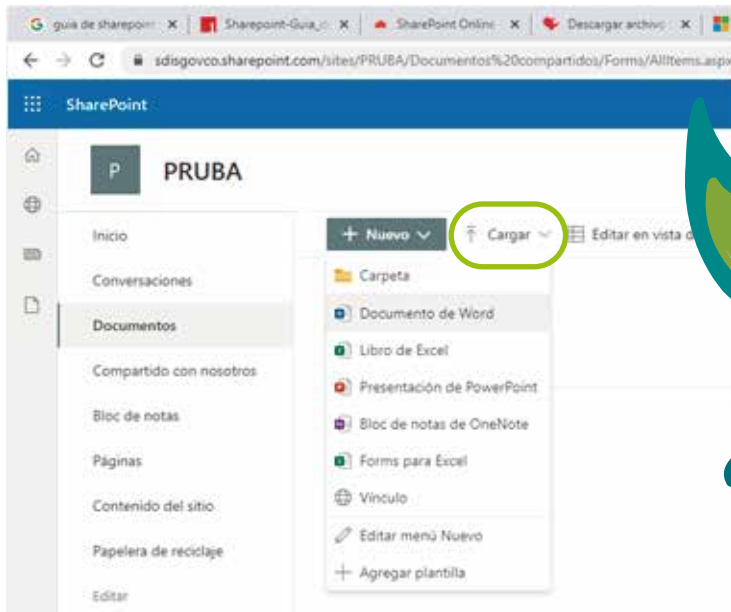 guia de sharepoin
Sharepoint-Guia_
SharePoint Online
Descargar archivo
sdisgovco.sharepoint.com/sites/PRUBA/Documentos%20compartidos/Forms/AllItems.aspx
SharePoint
P
PRUBA
Inicio
Conversaciones
Documentos
Compartido con nosotros
Bloc de notas
Páginas
Contenido del sitio
Papelera de reciclaje
Editar
+ Nuevo
Cargar
Editar en vista d
Carpeta
Documento de Word
Libro de Excel
Presentación de PowerPoint
Bloc de notas de OneNote
Forms para Excel
Vínculo
Editar menú Nuevo
Agregar plantilla